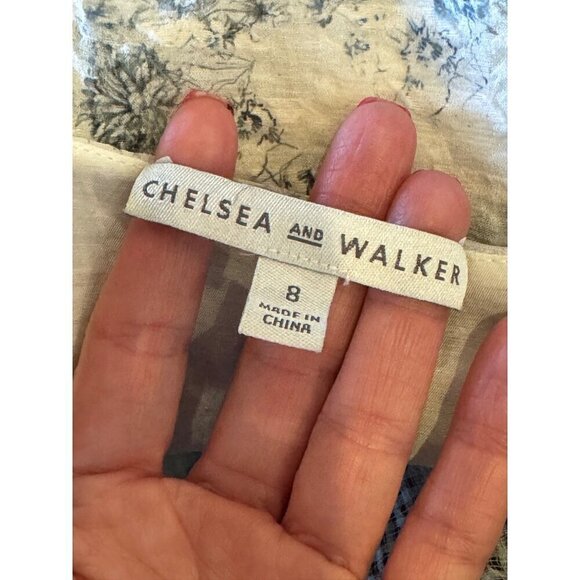 CHELSEA AND WALKER
8
MADE IN
CHINA